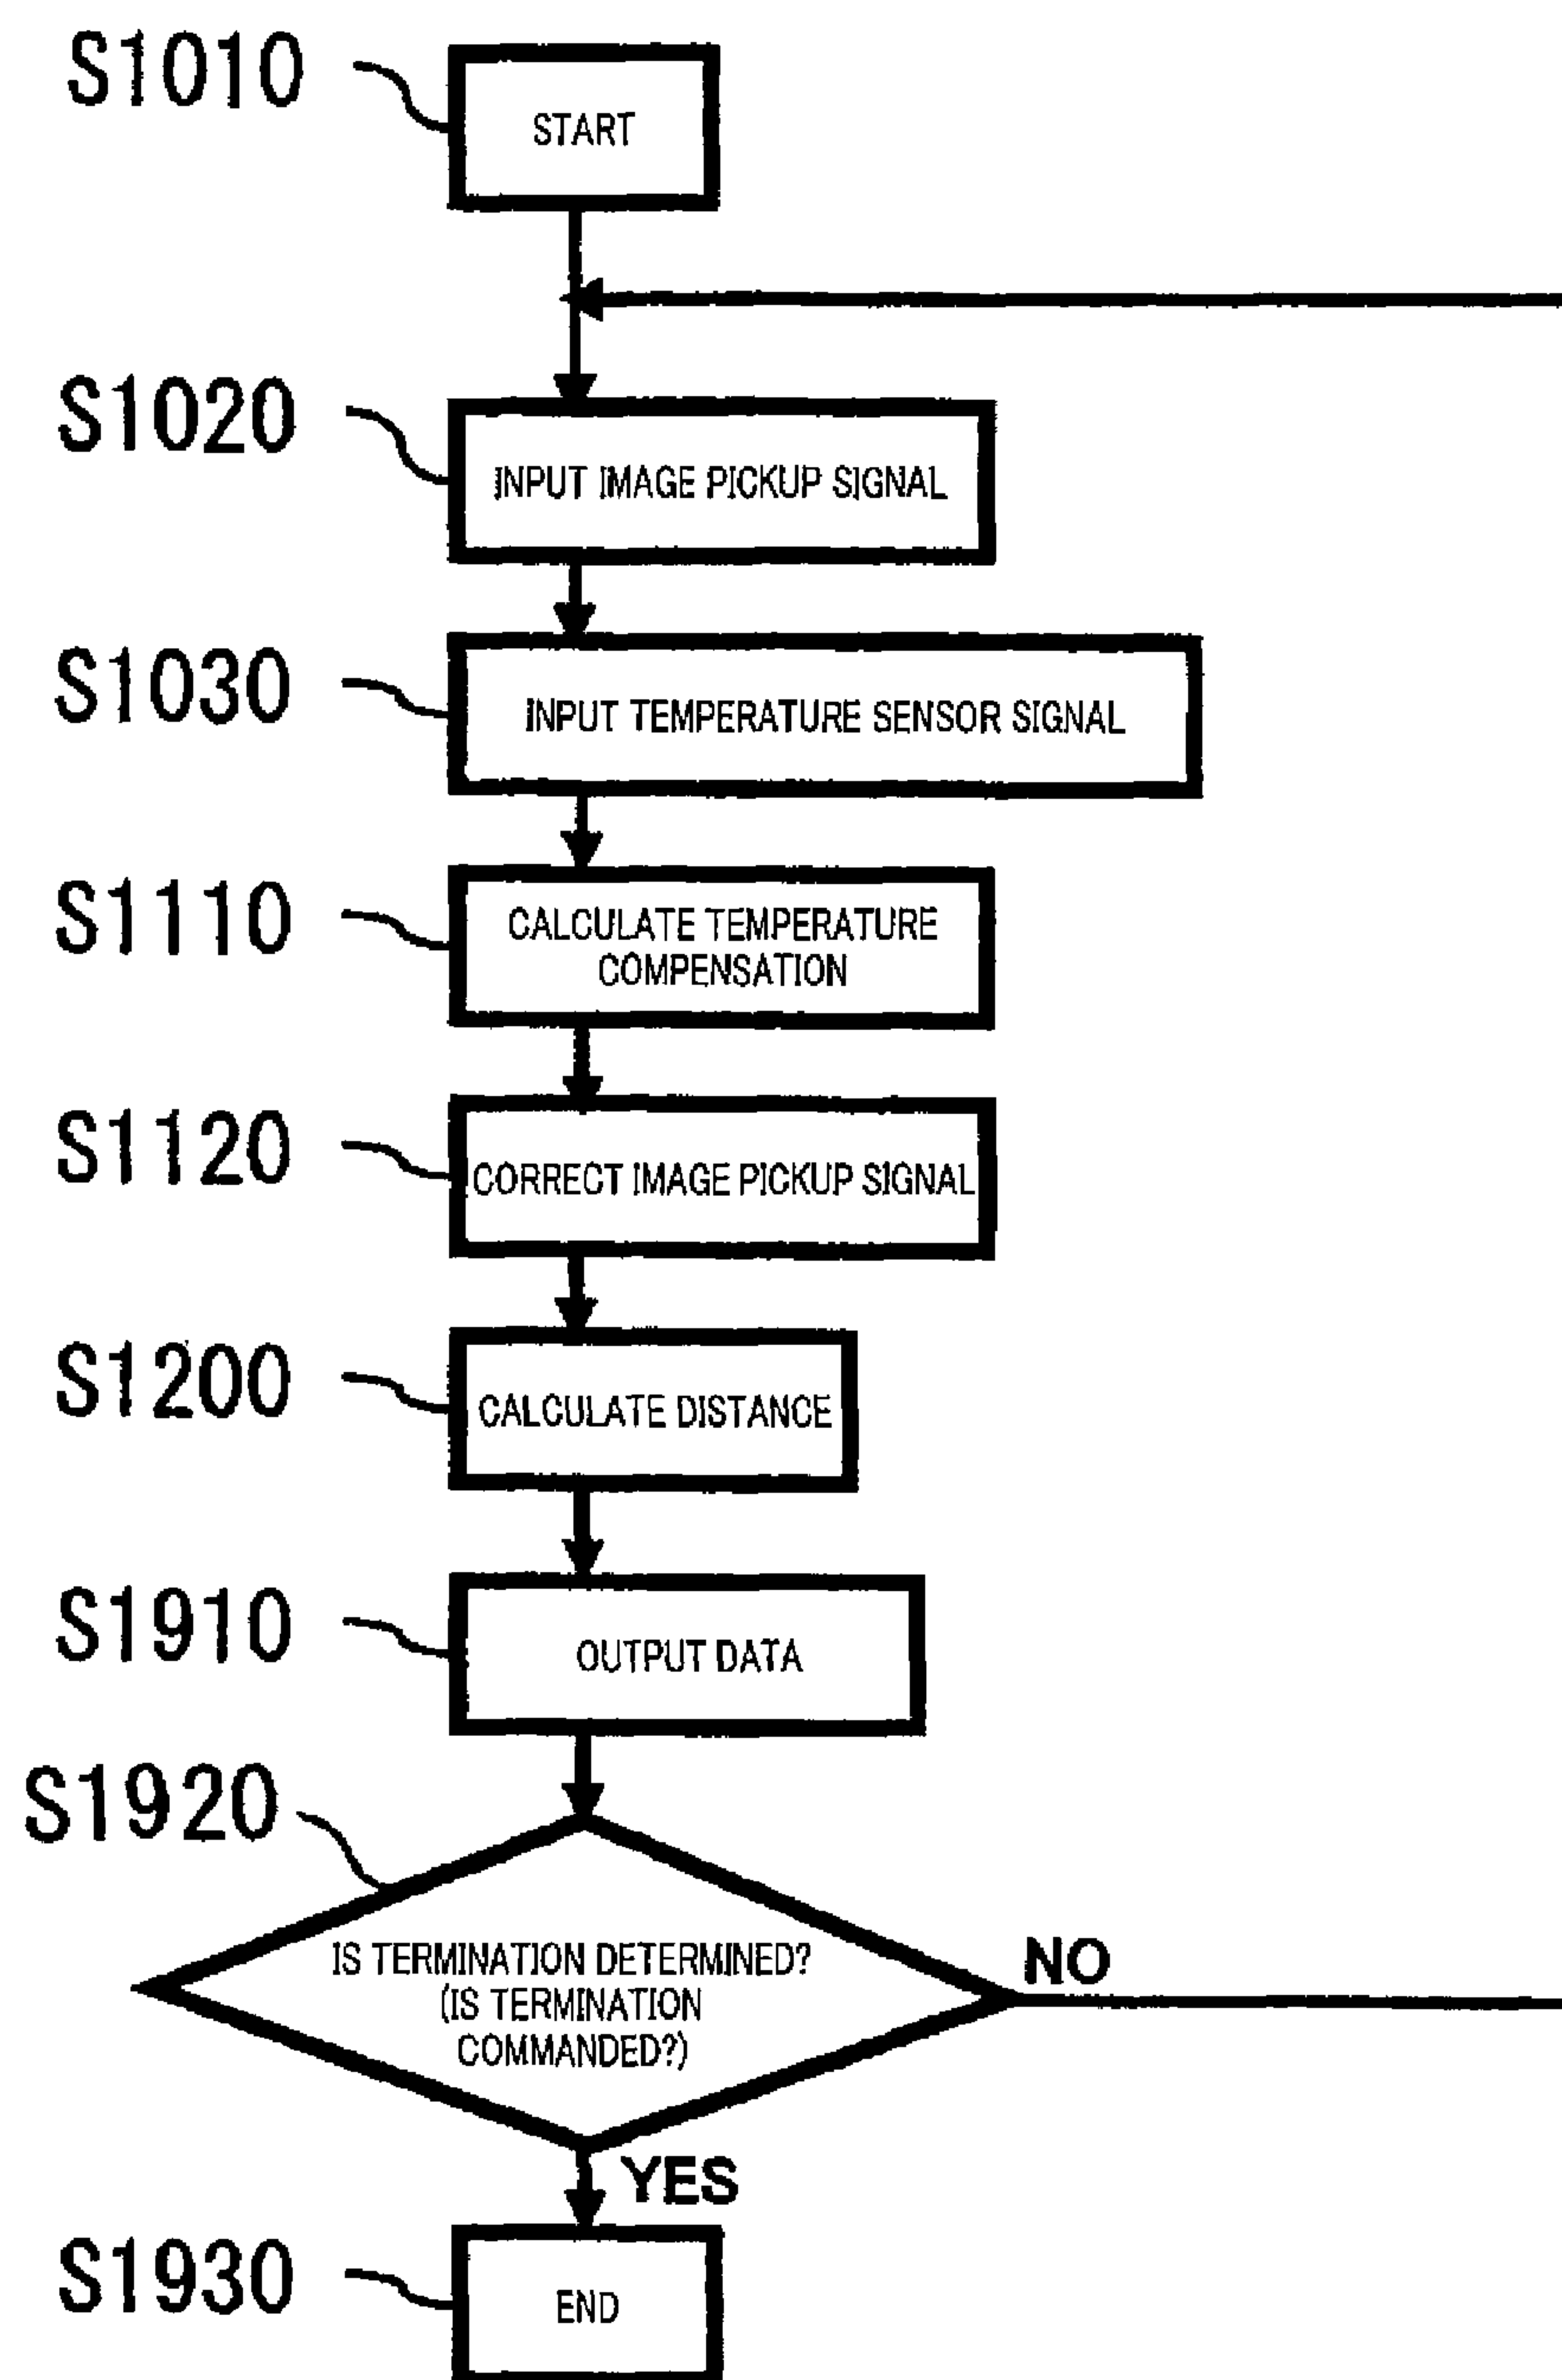 S1010
START
S1020
INPUT IMAGE PICKUP SIGNAL
S1030
INPUT TEMPERATURE SENSOR SIGNAL
S1110
CALCULATE TEMPERATURE
COMPENSATION
S1120
CORRECT IMAGE PICKUP SIGNAL
S1200
CALCULATE DISTANCE
S1910
OUTPUT DATA
S1920
IS TERMINATION DETERMINED?
(IS TERMINATION
COMMANDED?)
NO
YES
S1930
END